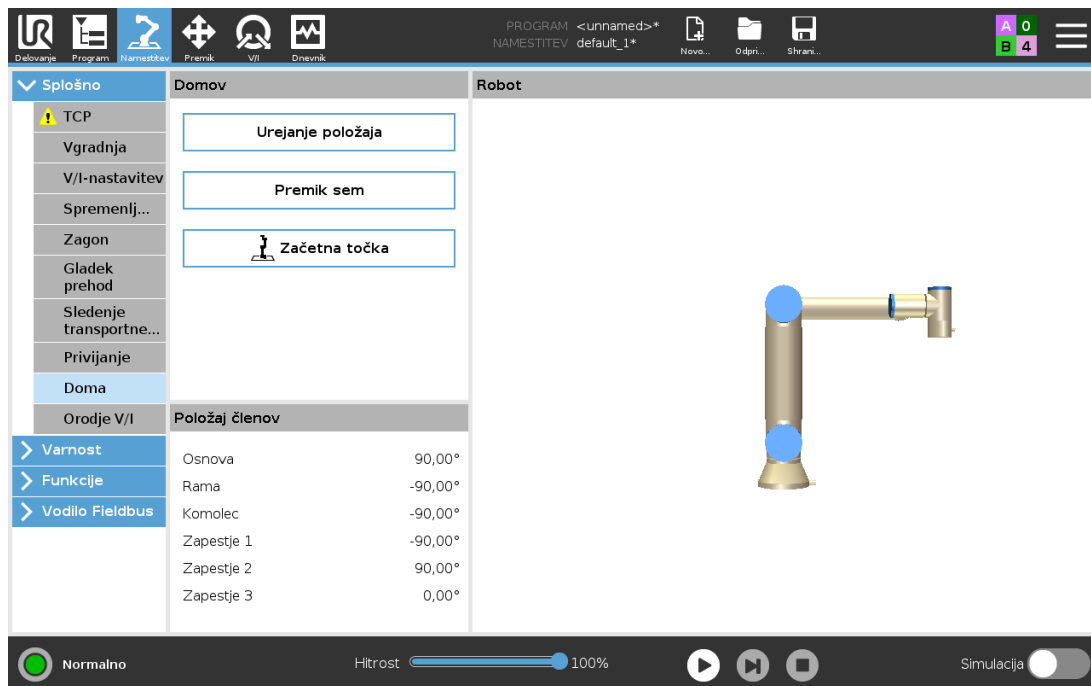 PROGRAM <unnamed>*
NAMESTITEV default_1*
Delovanje
Program
Namestitev
Premik
V/I
Dnevnik
Novo...
Odpri...
Shrani...
A 0
B 4
Splošno
TCP
Vgradnja
V/I-nastavitev
Spremenlj...
Zagon
Gladek
prehod
Sledenje
transportne...
Privijanje
Doma
Orodje V/I
Varnost
Funkcije
Vodilo Fieldbus
Domov
Urejanje položaja
Premik sem
Začetna točka
Položaj členov
Osnova 90,00°
Rama -90,00°
Komolec -90,00°
Zapestje 1 -90,00°
Zapestje 2 90,00°
Zapestje 3 0,00°
Robot
Normalno
Hitrost 100%
Simulacija